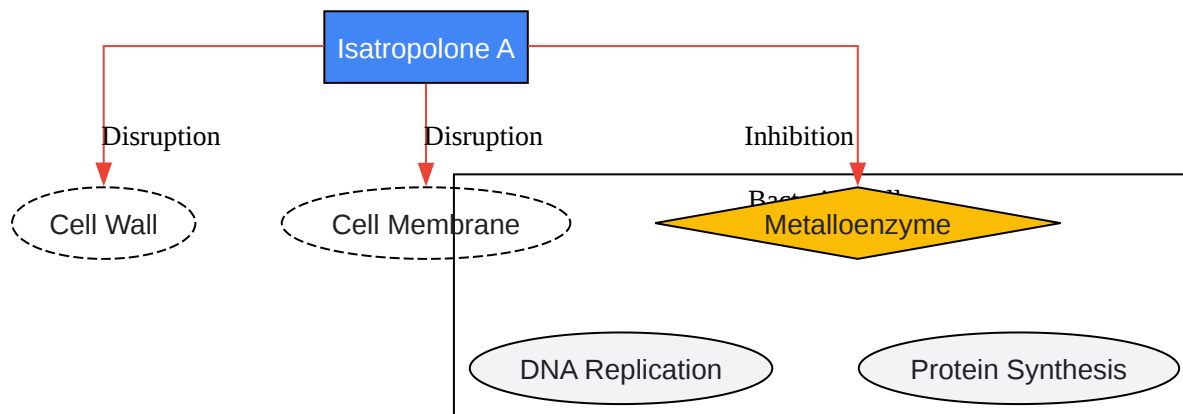 Isatropolone A
Disruption
Disruption
Inhibition
Cell Wall
Cell Membrane
Metalloenzyme
DNA Replication
Protein Synthesis